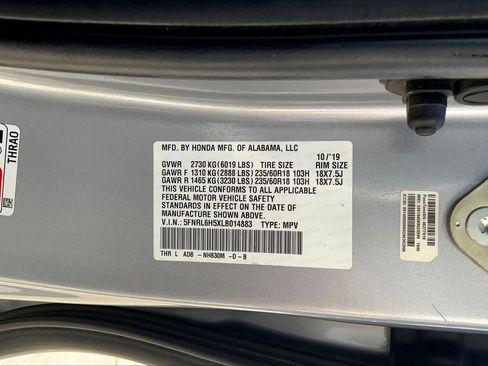 THRAO
MFD. BY HONDA MFG. OF ALABAMA, LLC 10/'19
GVWR 2730 KG (6019 LBS) TIRE SIZE RIM SIZE
GAWR F 1310 KG (2888 LBS) 235/60R18 103H 18X7.5J
GAWR R 1465 KG (3230 LBS) 235/60R18 103H 18X7.5J
THIS VEHICLE CONFORMS TO ALL APPLICABLE
FEDERAL MOTOR VEHICLE SAFETY
STANDARDS IN EFFECT ON THE DATE OF
MANUFACTURE SHOWN ABOVE.
V.I.N.: 5FNRL6H5XLB014883 TYPE: MPV
THR L AD8 -NH830M -D-B